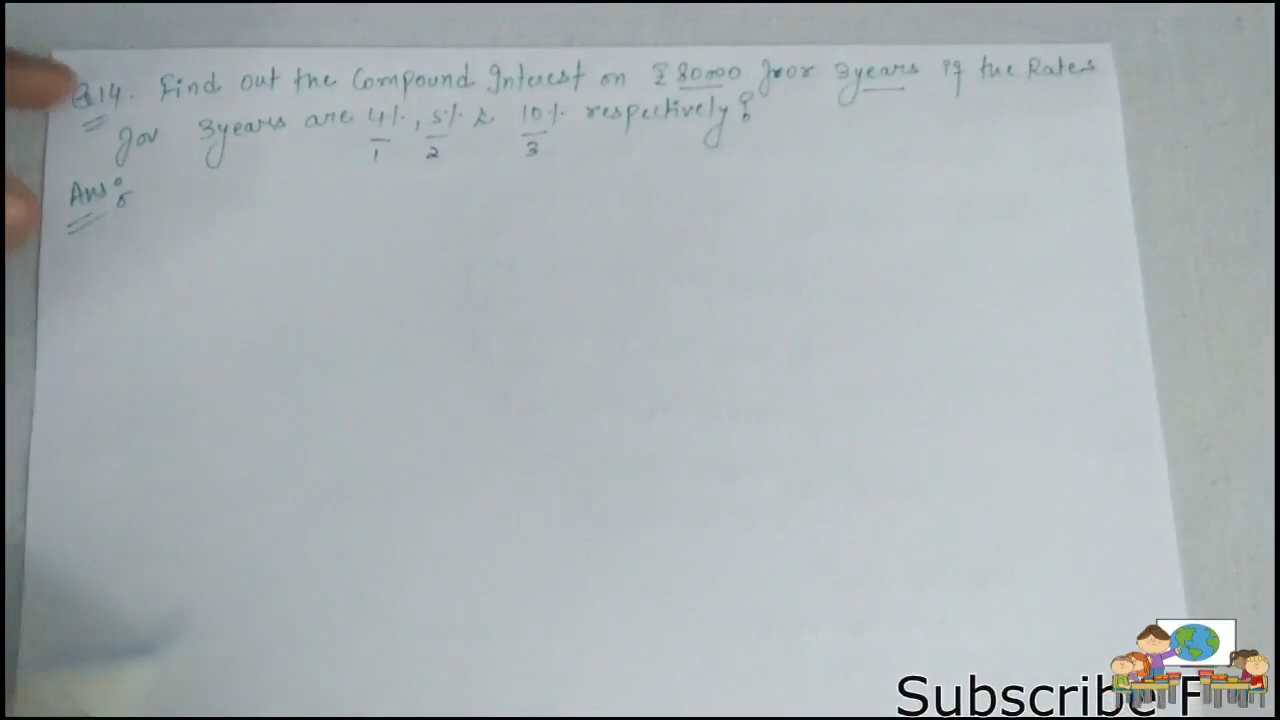 Q14. Find out the Compound Interest on ₹ 80000 for 3years if the Rates
for 3years are 4%, 5% & 10% respectively?
1 2 3
Ans:
Subscribe F